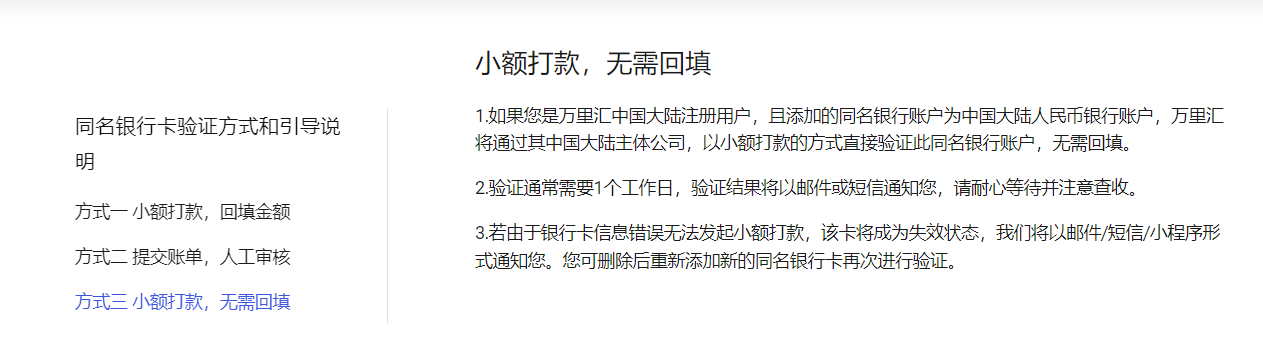 同名银行卡验证方式和引导说
明
方式一 小额打款，回填金额
方式二 提交账单，人工审核
方式三 小额打款，无需回填
小额打款，无需回填
1.如果您是万里汇中国大陆注册用户，且添加的同名银行账户为中国大陆人民币银行账户，万里汇
将通过其中国大陆主体公司，以小额打款的方式直接验证此同名银行账户，无需回填。
2.验证通常需要1个工作日，验证结果将以邮件或短信通知您，请耐心等待并注意查收。
3.若由于银行卡信息错误无法发起小额打款，该卡将成为失效状态，我们将以邮件/短信/小程序形
式通知您。您可删除后重新添加新的同名银行卡再次进行验证。